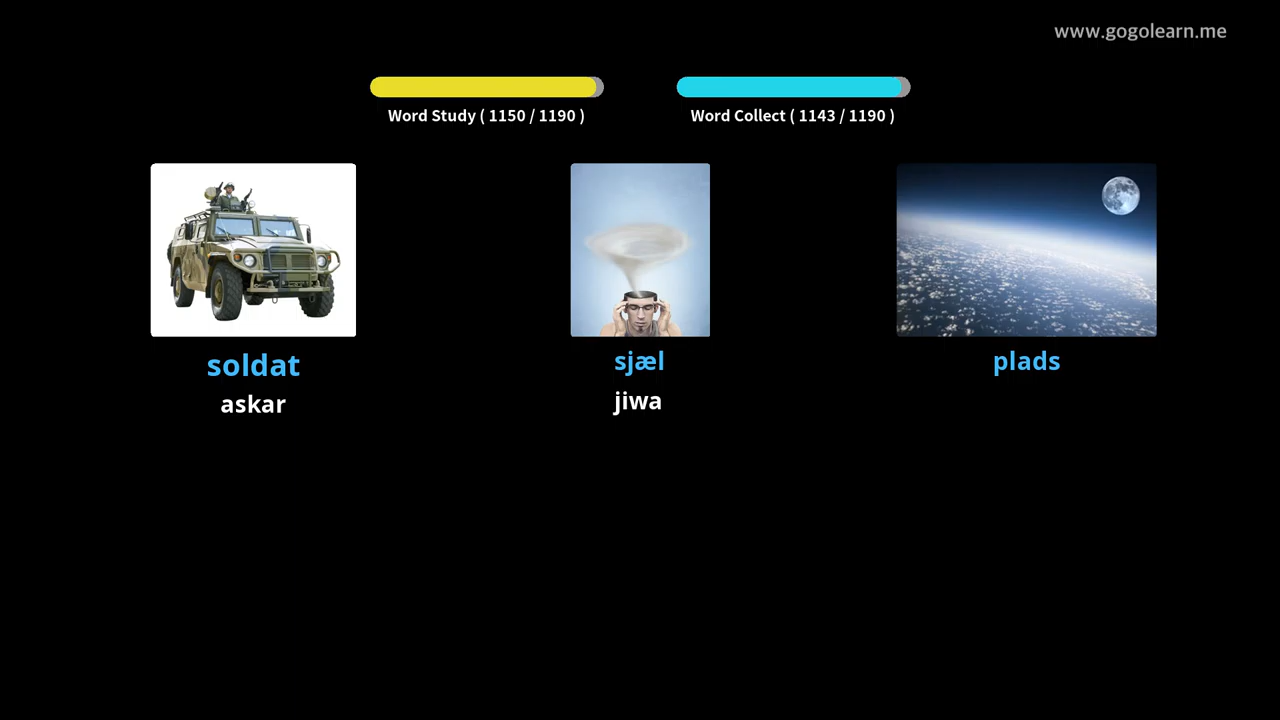 www.gogolearn.me
Word Study ( 1150 / 1190 )
Word Collect ( 1143 / 1190 )
soldat
askar
sjæl
jiwa
plads